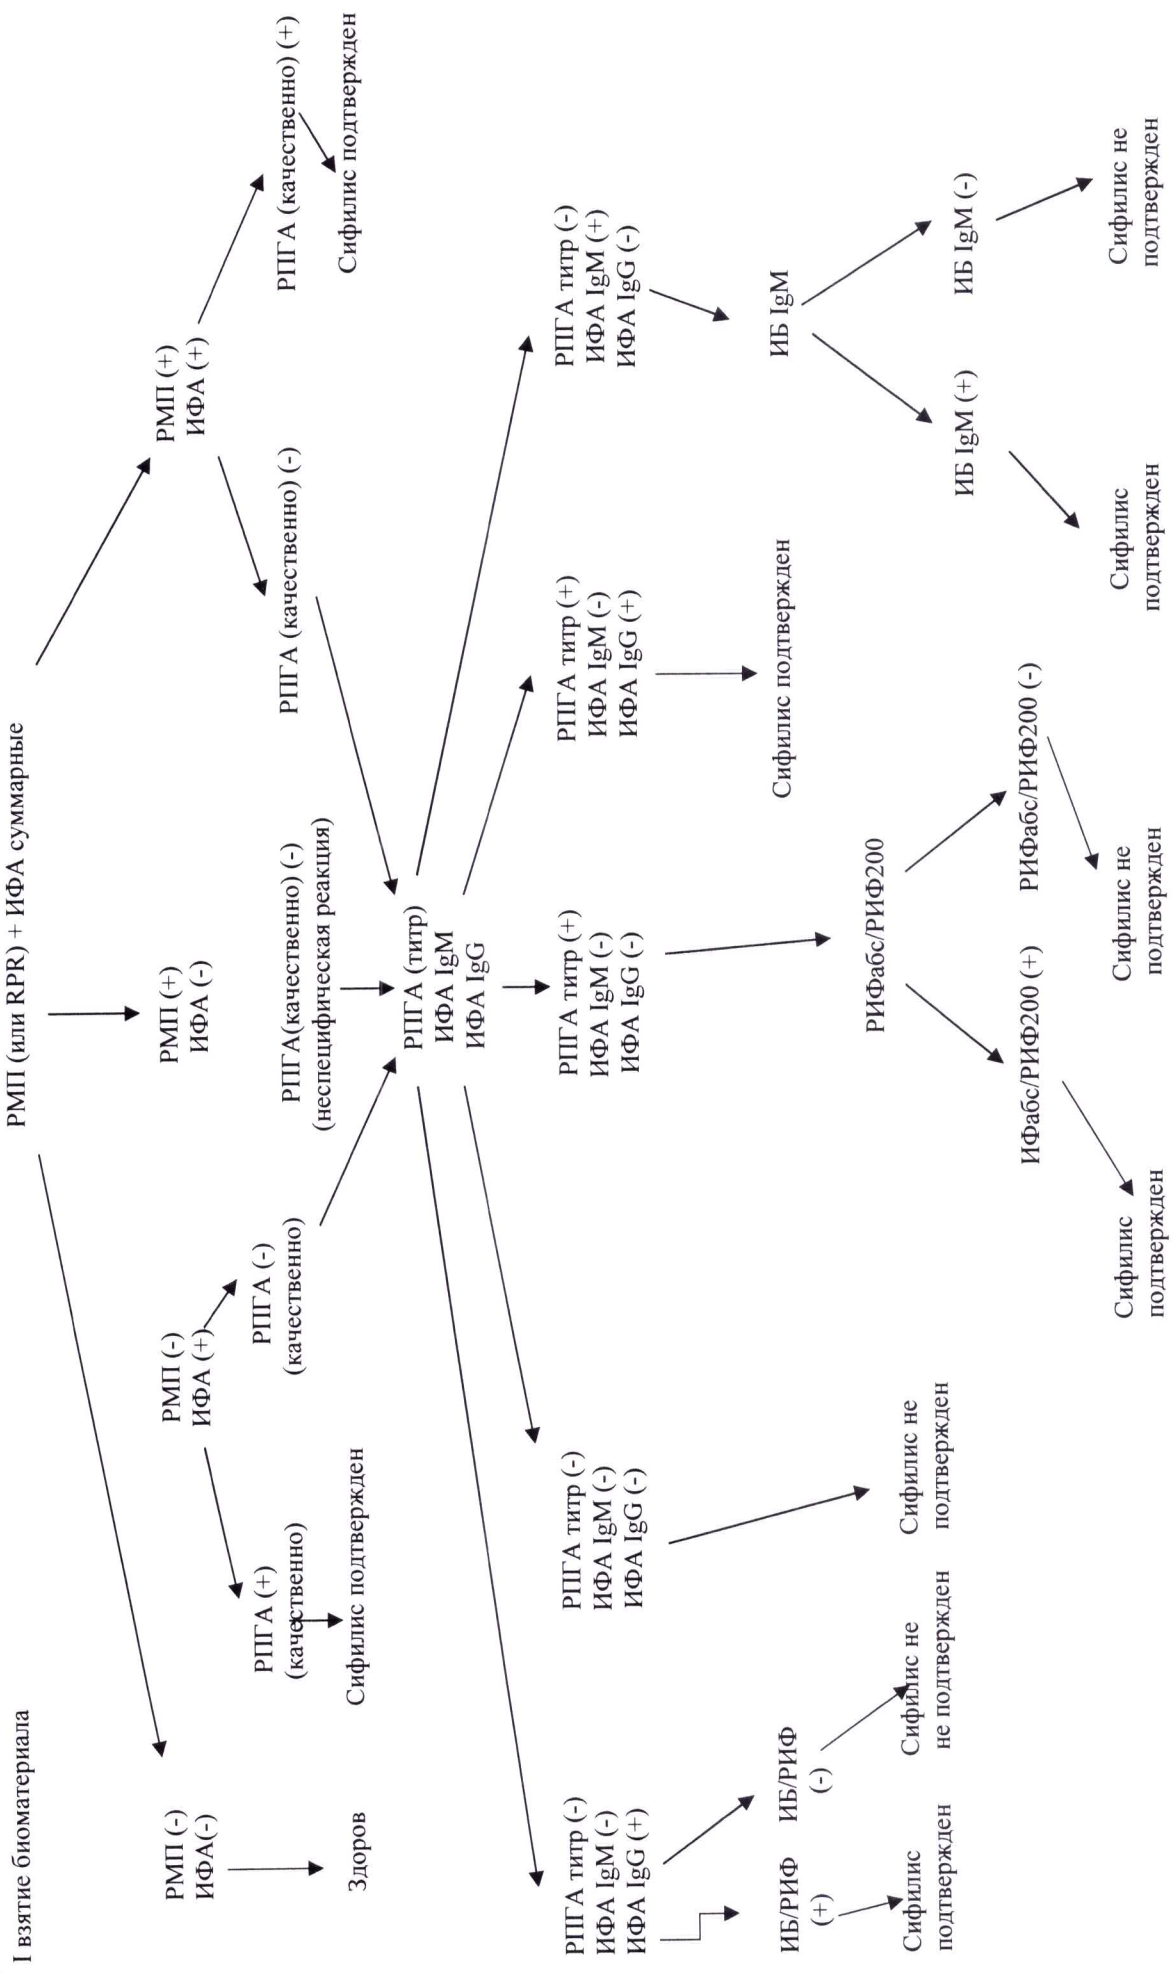 I взятие биоматериала
РМП (или RPR) + ИФА суммарные
РМП (-)
ИФА(-)
РМП (-)
ИФА (+)
РМП (+)
ИФА (-)
РМП (+)
ИФА (+)
Здоров
РПГА (+)
(качественно)
РПГА (-)
(качественно)
РПГА(качественно) (-)
(неспецифическая реакция)
РПГА (качественно) (-)
РПГА (качественно) (+)
Сифилис подтвержден
Сифилис подтвержден
РПГА (титр)
ИФА IgM
ИФА IgG
РПГА титр (-)
ИФА IgM (-)
ИФА IgG (+)
РПГА титр (-)
ИФА IgM (-)
ИФА IgG (-)
РПГА титр (+)
ИФА IgM (-)
ИФА IgG (-)
РПГА титр (+)
ИФА IgM (-)
ИФА IgG (+)
РПГА титр (-)
ИФА IgM (+)
ИФА IgG (-)
ИБ/РИФ
(+)
ИБ/РИФ
(-)
Сифилис подтвержден
ИБ IgM
Сифилис
подтвержден
Сифилис не
не подтвержден
Сифилис не
подтвержден
РИФабс/РИФ200
ИБ IgM (+)
ИБ IgM (-)
ИФабс/РИФ200 (+)
РИФабс/РИФ200 (-)
Сифилис
подтвержден
Сифилис не
подтвержден
Сифилис
подтвержден
Сифилис не
подтвержден